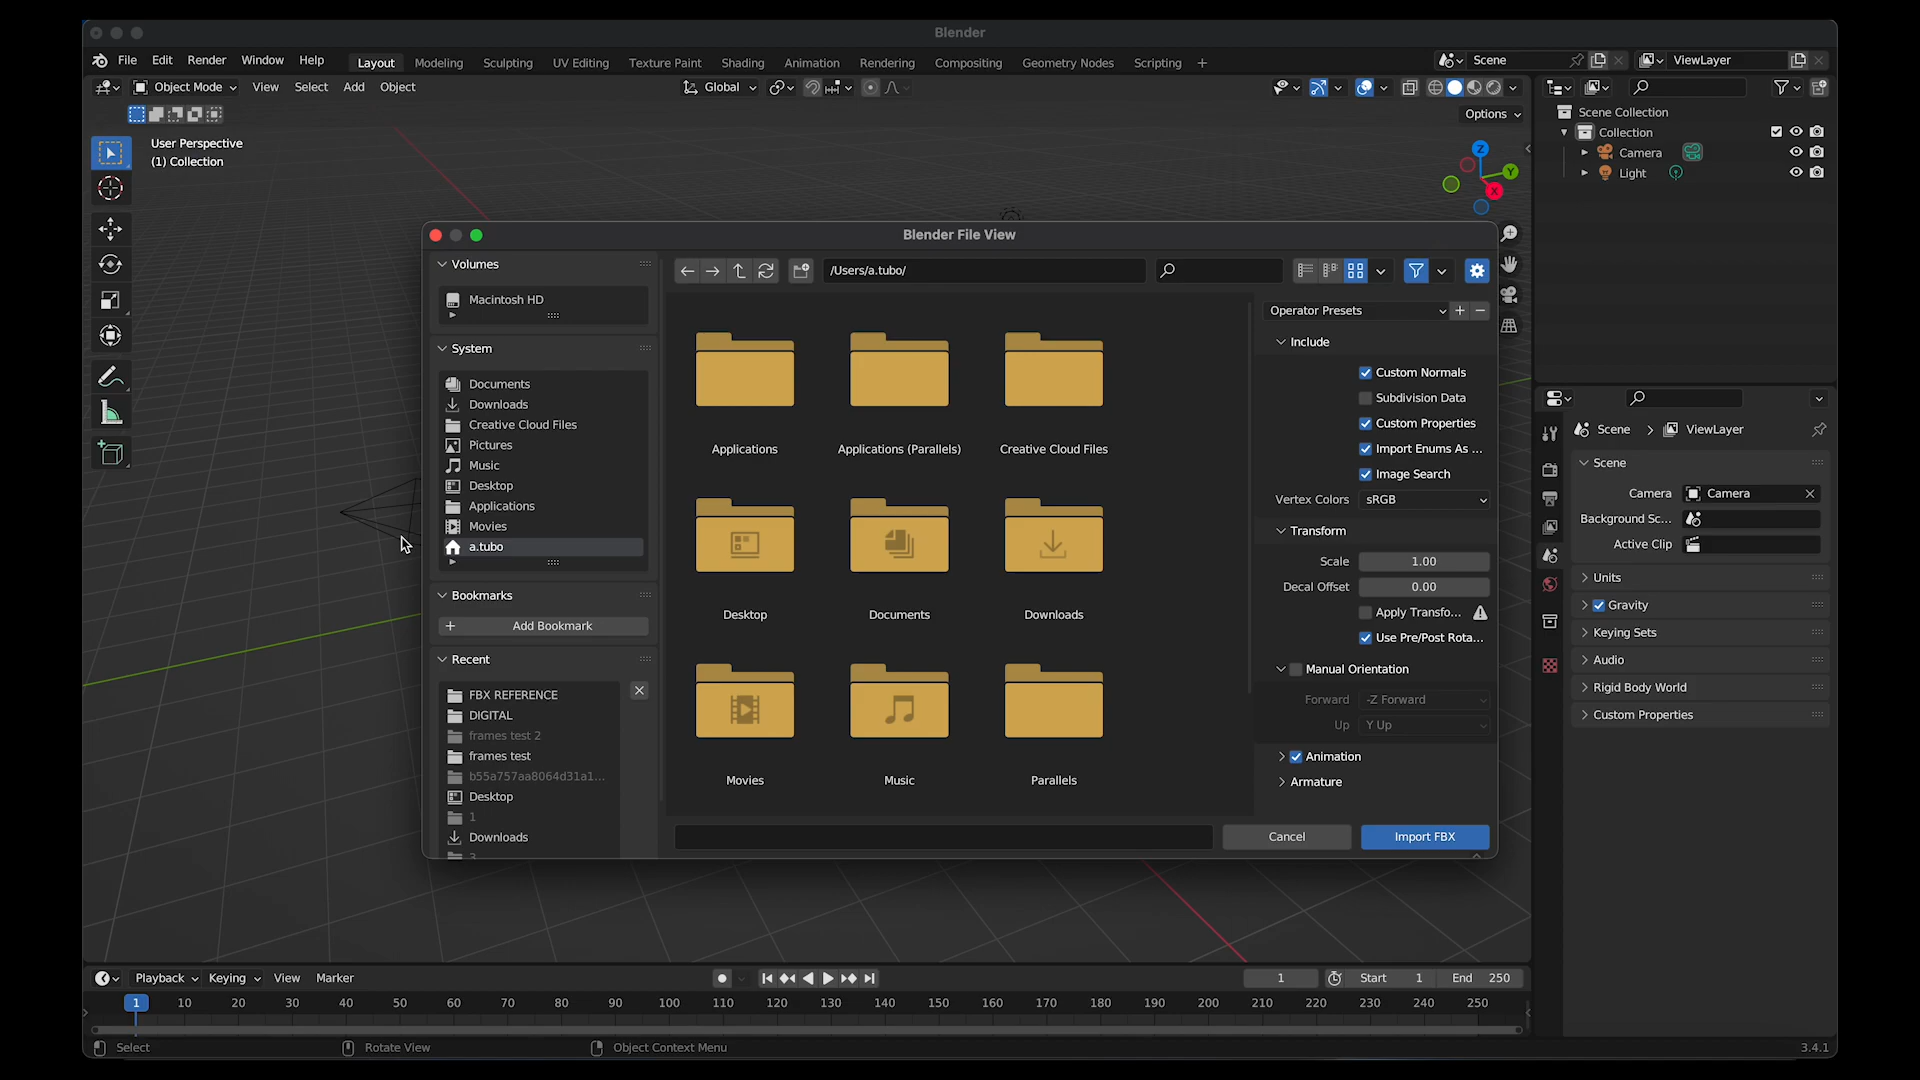 Blender
File Edit Render Window Help Layout Modeling Sculpting UV Editing Texture Paint Shading Animation Rendering Compositing Geometry Nodes Scripting + Scene ViewLayer
Object Mode View Select Add Object Global
Options
User Perspective
(1) Collection
Z
Y
X
Scene Collection
Collection
Camera
Light
Blender File View
Volumes
Macintosh HD
System
Documents
Downloads
Creative Cloud Files
Pictures
Music
Desktop
Applications
Movies
a.tubo
Bookmarks
+ Add Bookmark
Recent
FBX REFERENCE
DIGITAL
frames test 2
frames test
b55a757aa8064d31a1...
Desktop
1
Downloads
3
/Users/a.tubo/
Applications Applications (Parallels) Creative Cloud Files
Desktop Documents Downloads
Movies Music Parallels
Operator Presets
Include
Custom Normals
Subdivision Data
Custom Properties
Import Enums As ...
Image Search
Vertex Colors sRGB
Transform
Scale 1.00
Decal Offset 0.00
Apply Transfo...
Use Pre/Post Rota...
Manual Orientation
Forward -Z Forward
Up Y Up
Animation
Armature
Cancel Import FBX
Scene ViewLayer
Scene
Camera Camera
Background Sc...
Active Clip
Units
Gravity
Keying Sets
Audio
Rigid Body World
Custom Properties
Playback Keying View Marker 1 Start 1 End 250
1 10 20 30 40 50 60 70 80 90 100 110 120 130 140 150 160 170 180 190 200 210 220 230 240 250
Select Rotate View Object Context Menu 3.4.1